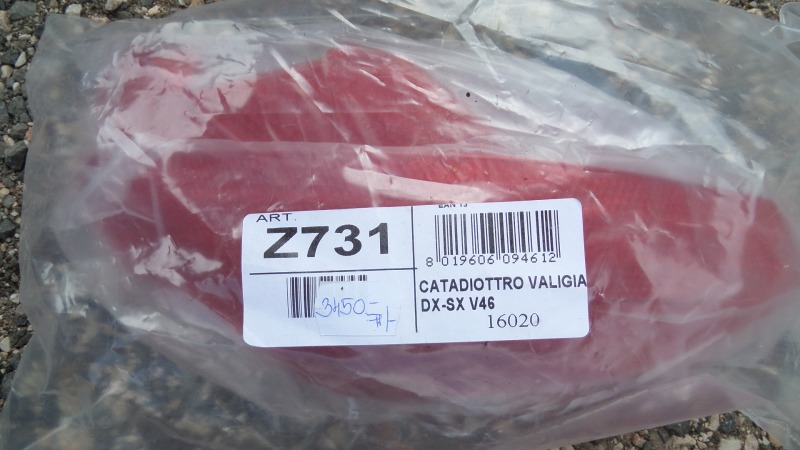 ART.
Z731
EAN 13
8 019606 094612
CATADIOTTRO VALIGIA
DX-SX V46
16020
3450-